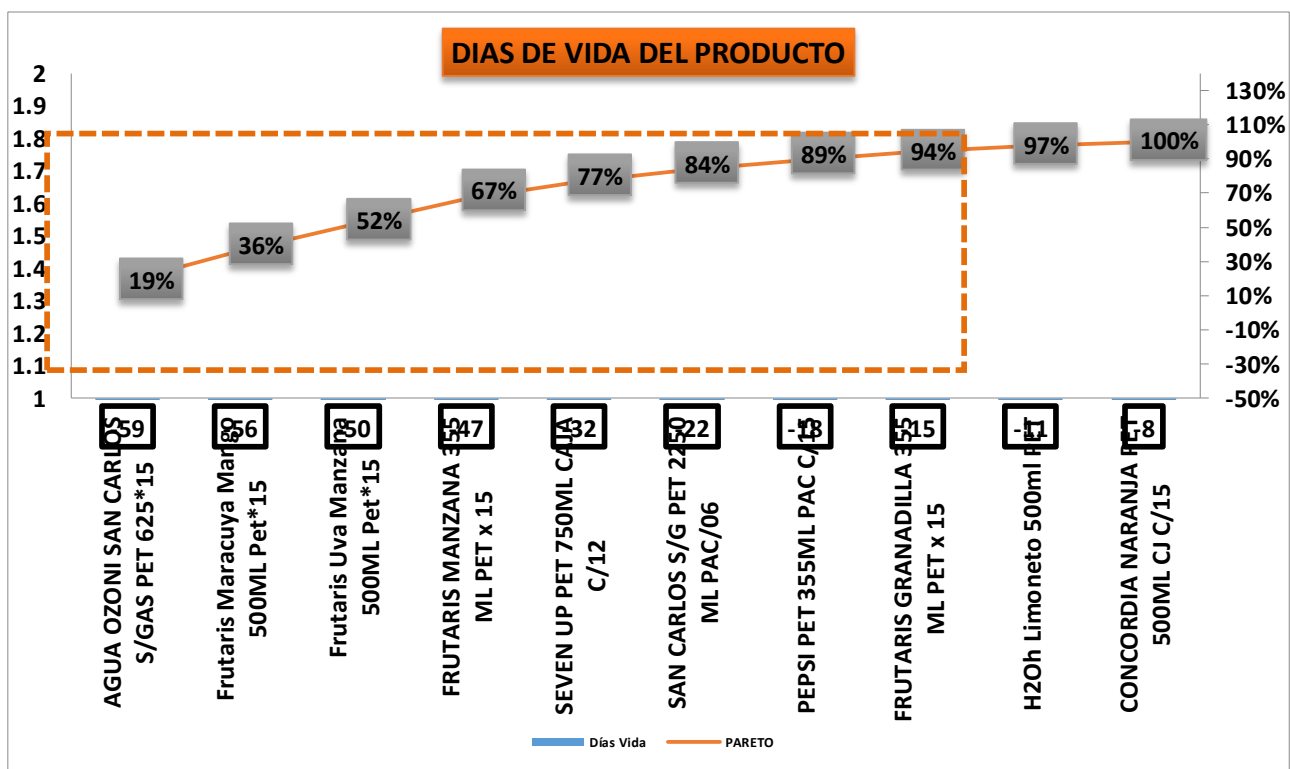 DIAS DE VIDA DEL PRODUCTO
2
1.9
1.8
1.7
1.6
1.5
1.4
1.3
1.2
1.1
1
130%
110%
90%
70%
50%
30%
10%
-10%
-30%
-50%
19%
36%
52%
67%
77%
84%
89%
94%
97%
100%
-59
-56
-50
-47
-32
-22
-18
-15
-11
-8
AGUA OZONI SAN CARLOS
S/GAS PET 625*15
Frutaris Maracuya Mango
500ML Pet*15
Frutaris Uva Manzana
500ML Pet*15
FRUTARIS MANZANA 355
ML PET x 15
SEVEN UP PET 750ML CAJA
C/12
SAN CARLOS S/G PET 2250
ML PAC/06
PEPSI PET 355ML PAC C/15
FRUTARIS GRANADILLA 355
ML PET x 15
H2Oh Limoneto 500ml PET
CONCORDIA NARANJA PET
500ML CJ C/15
Días Vida
PARETO